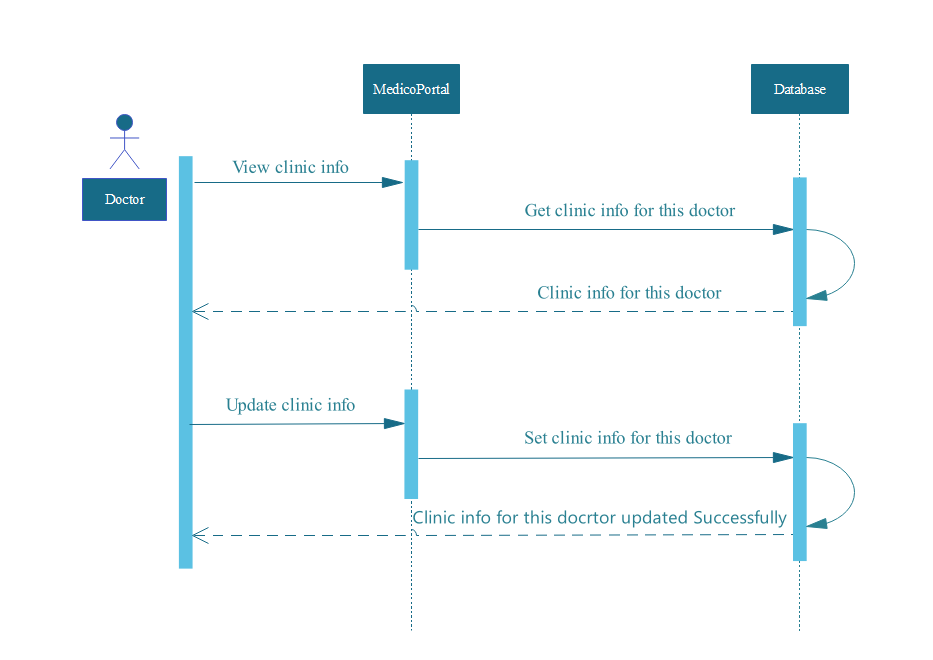 MedicoPortal
Database
Doctor
View clinic info
Get clinic info for this doctor
Clinic info for this doctor
Update clinic info
Set clinic info for this doctor
Clinic info for this docrtor updated Successfully